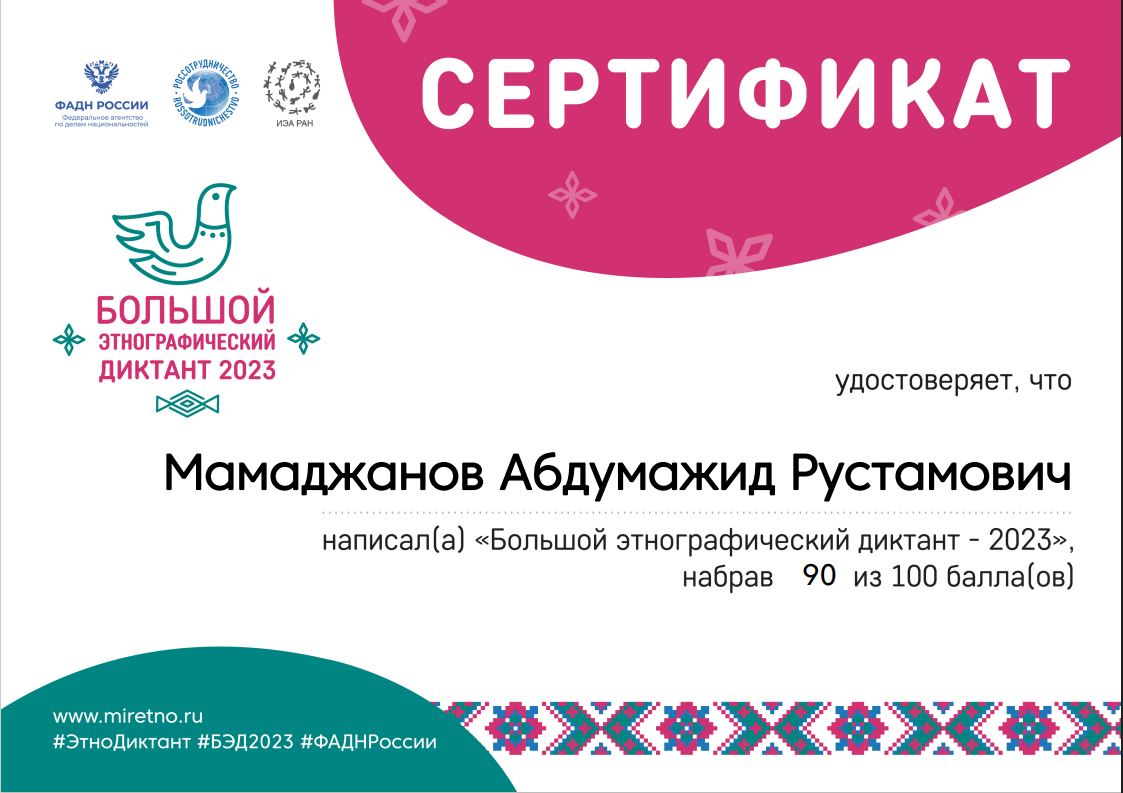 СЕРТИФИКАТ
ФАДН РОССИИ
Федеральное агентство
по делам национальностей
РОССОТРУДНИЧЕСТВО
ROSSOTRUDNICHESTVO
ИЭА РАН
БОЛЬШОЙ
ЭТНОГРАФИЧЕСКИЙ
ДИКТАНТ 2023
удостоверяет, что
Мамаджанов Абдумажид Рустамович
написал(а) «Большой этнографический диктант - 2023»,
набрав 90 из 100 балла(ов)
www.miretno.ru
#ЭтноДиктант #БЭД2023 #ФАДНРоссии